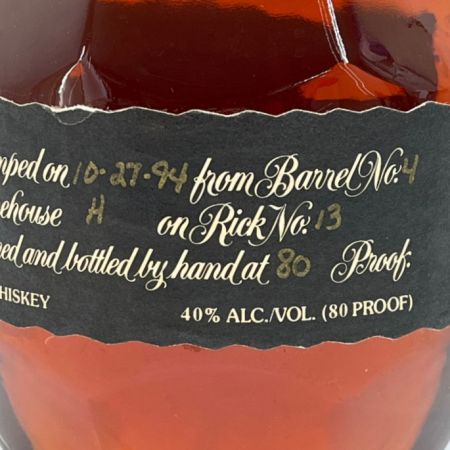 mped on 10-27-94 from Barrel No. 4
ehouse H on Rick No. 13
ned and bottled by hand at 80 Proof.
HISKEY 40% ALC./VOL. (80 PROOF)